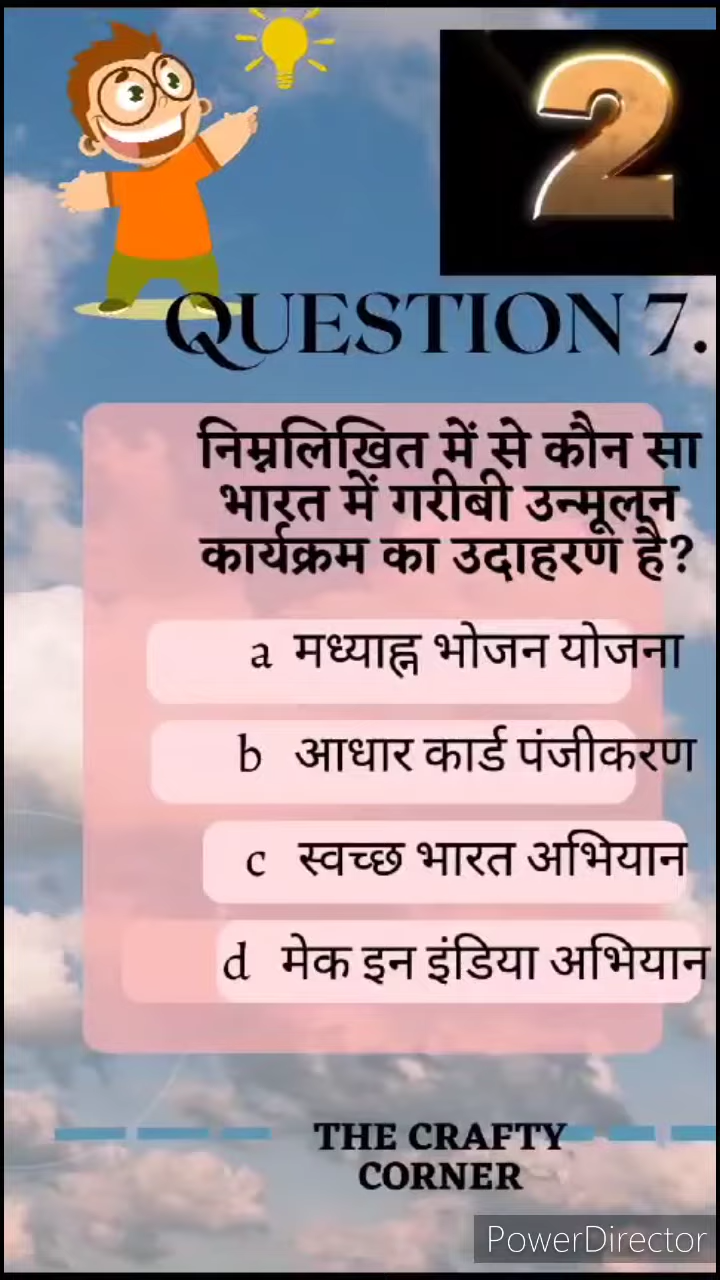 2
QUESTION 7.
निम्नलिखित में से कौन सा
भारत में गरीबी उन्मूलन
कार्यक्रम का उदाहरण है?
a मध्याह्न भोजन योजना
b आधार कार्ड पंजीकरण
c स्वच्छ भारत अभियान
d मेक इन इंडिया अभियान
THE CRAFTY
CORNER
PowerDirector